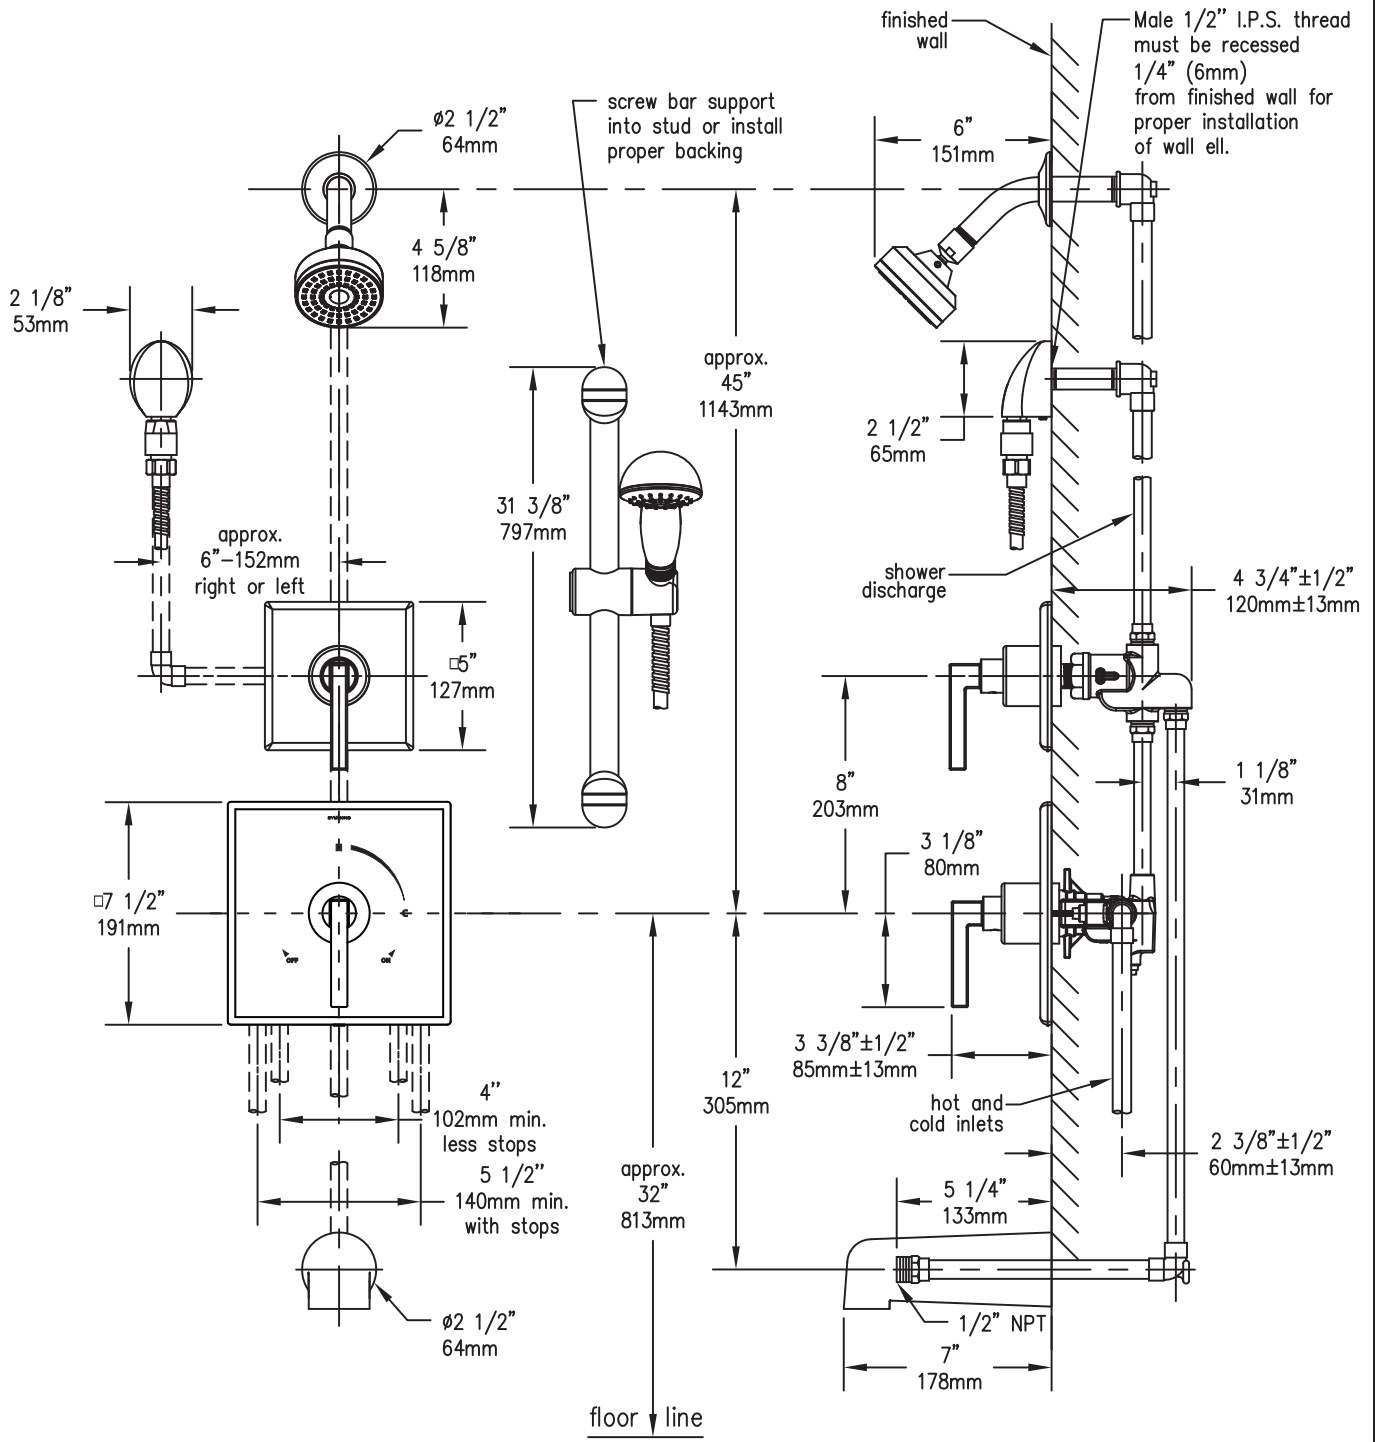 finished
wall
Male 1/2" I.P.S. thread
must be recessed
1/4" (6mm)
from finished wall for
proper installation
of wall ell.
screw bar support
into stud or install
proper backing
ø2 1/2"
64mm
6"
151mm
4 5/8"
118mm
2 1/8"
53mm
approx.
45"
1143mm
2 1/2"
65mm
31 3/8"
797mm
approx.
6"-152mm
right or left
shower
discharge
4 3/4"±1/2"
120mm±13mm
□5"
127mm
8"
203mm
1 1/8"
31mm
3 1/8"
80mm
□7 1/2"
191mm
SYMMONS
H
C
OFF
ON
3 3/8"±1/2"
85mm±13mm
12"
305mm
4''
102mm min.
less stops
hot and
cold inlets
2 3/8"±1/2"
60mm±13mm
5 1/2''
140mm min.
with stops
approx.
32"
813mm
5 1/4"
133mm
ø2 1/2"
64mm
1/2" NPT
7"
178mm
floor line